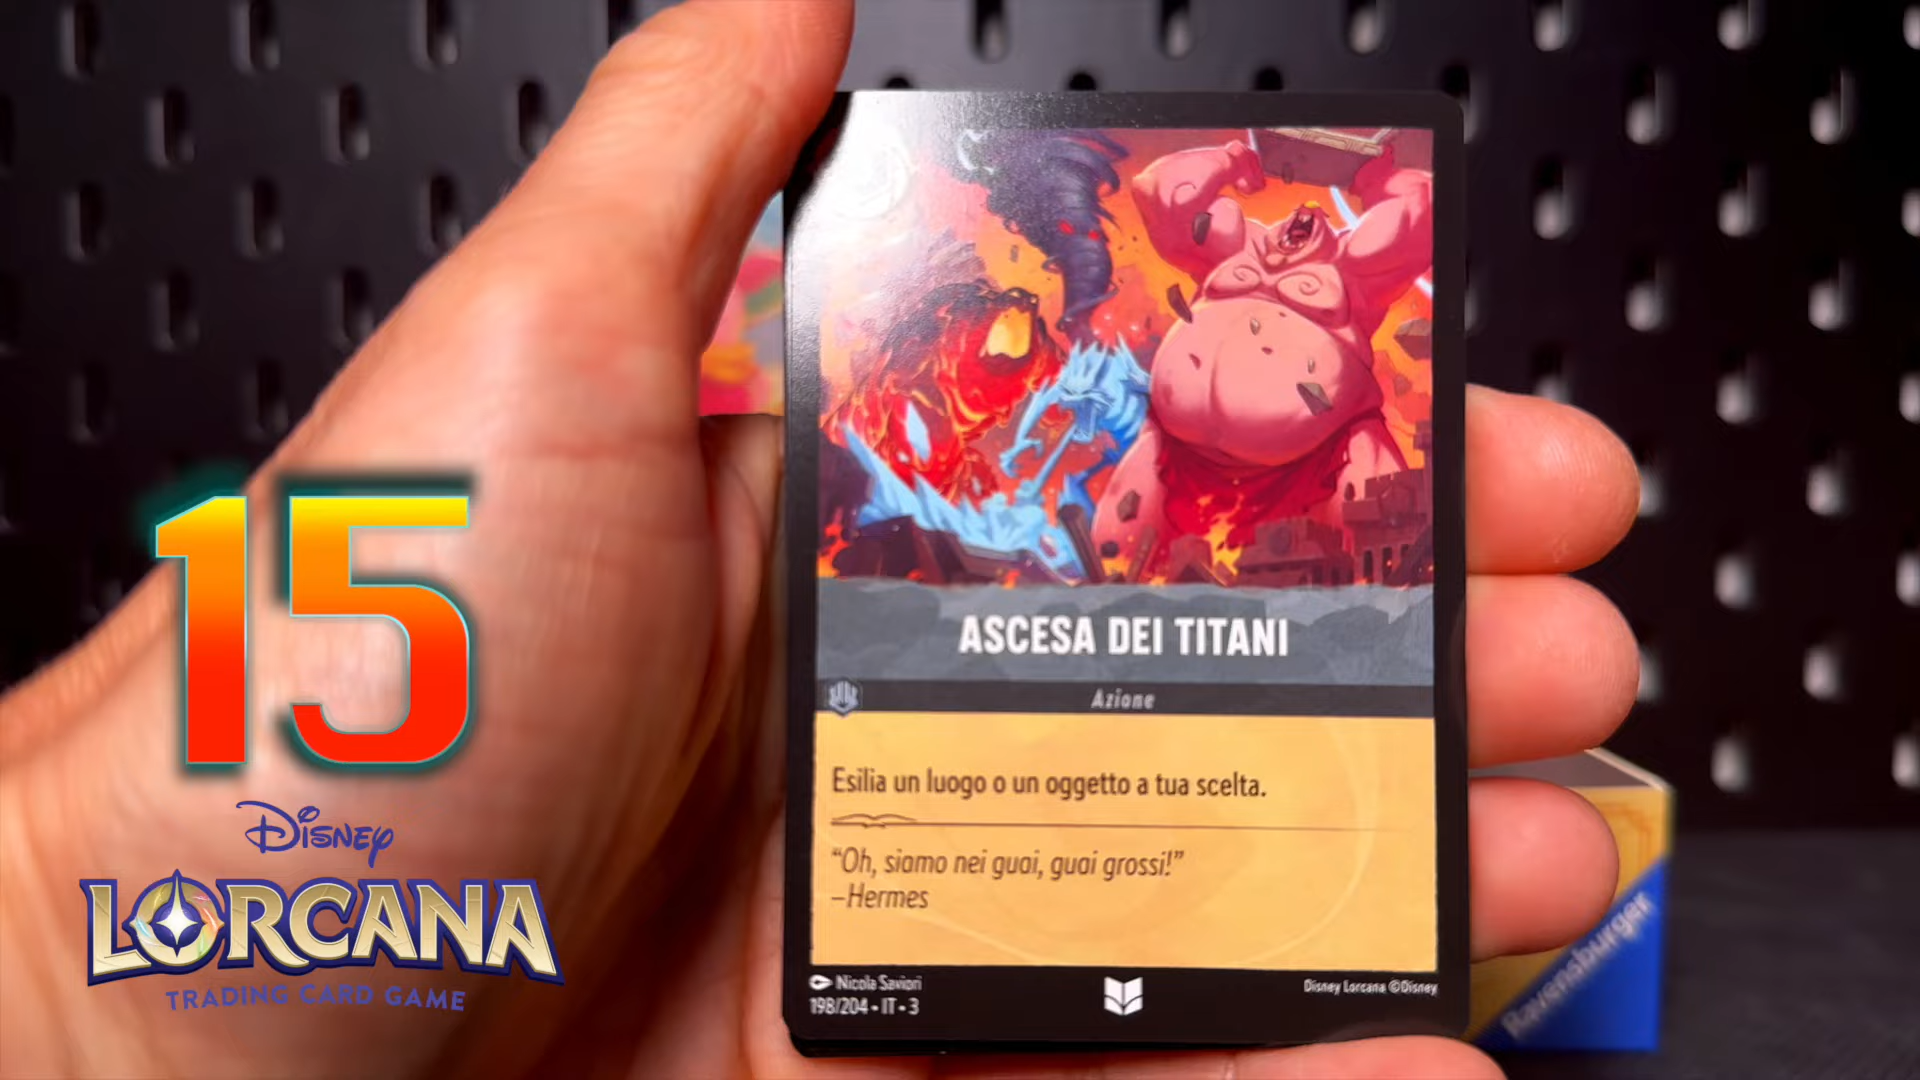 ASCESA DEI TITANI
Azione
Esilia un luogo o un oggetto a tua scelta.
“Oh, siamo nei guai, guai grossi!”
–Hermes
Nicola Saviori
198/204 • IT • 3
Disney Lorcana ©Disney
15
Disney
LORCANA
TRADING CARD GAME
Ravensburger